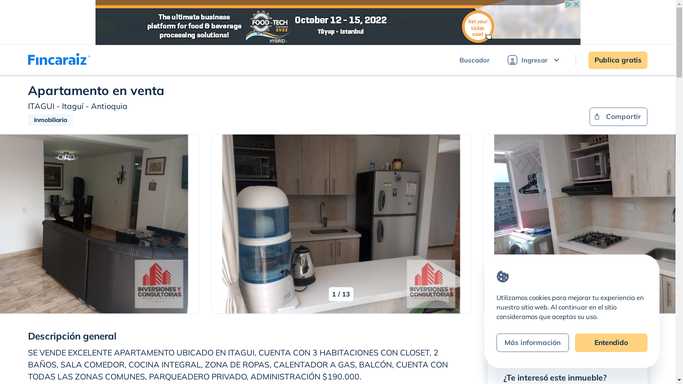 The ultimate business
platform for food & beverage
processing solutions!
FOOD-TECH
HYBRID
October 12 - 15, 2022
Tüyap - Istanbul
Fincaraiz
Buscador
Ingresar
Publica gratis
Apartamento en venta
ITAGUI - Itaguí - Antioquia
Inmobiliaria
Compartir
INVERSIONES Y
CONSULTORIAS
1 / 13
INVERSIONES Y
CONSULTORIAS
Utilizamos cookies para mejorar tu experiencia en
nuestro sitio web. Al continuar en el sitio
consideramos que aceptas su uso.
Más información
Entendido
Descripción general
SE VENDE EXCELENTE APARTAMENTO UBICADO EN ITAGUI, CUENTA CON 3 HABITACIONES CON CLOSET, 2
BAÑOS, SALA COMEDOR, COCINA INTEGRAL, ZONA DE ROPAS, CALENTADOR A GAS, BALCÓN, CUENTA CON
TODAS LAS ZONAS COMUNES, PARQUEADERO PRIVADO, ADMINISTRACIÓN $190.000.
¿Te interesó este inmueble?